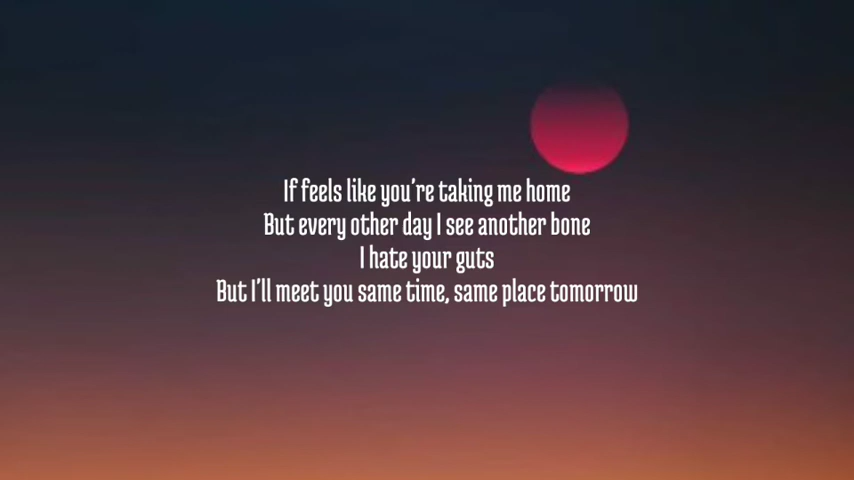 If feels like you're taking me home
But every other day I see another bone
I hate your guts
But I'll meet you same time, same place tomorrow